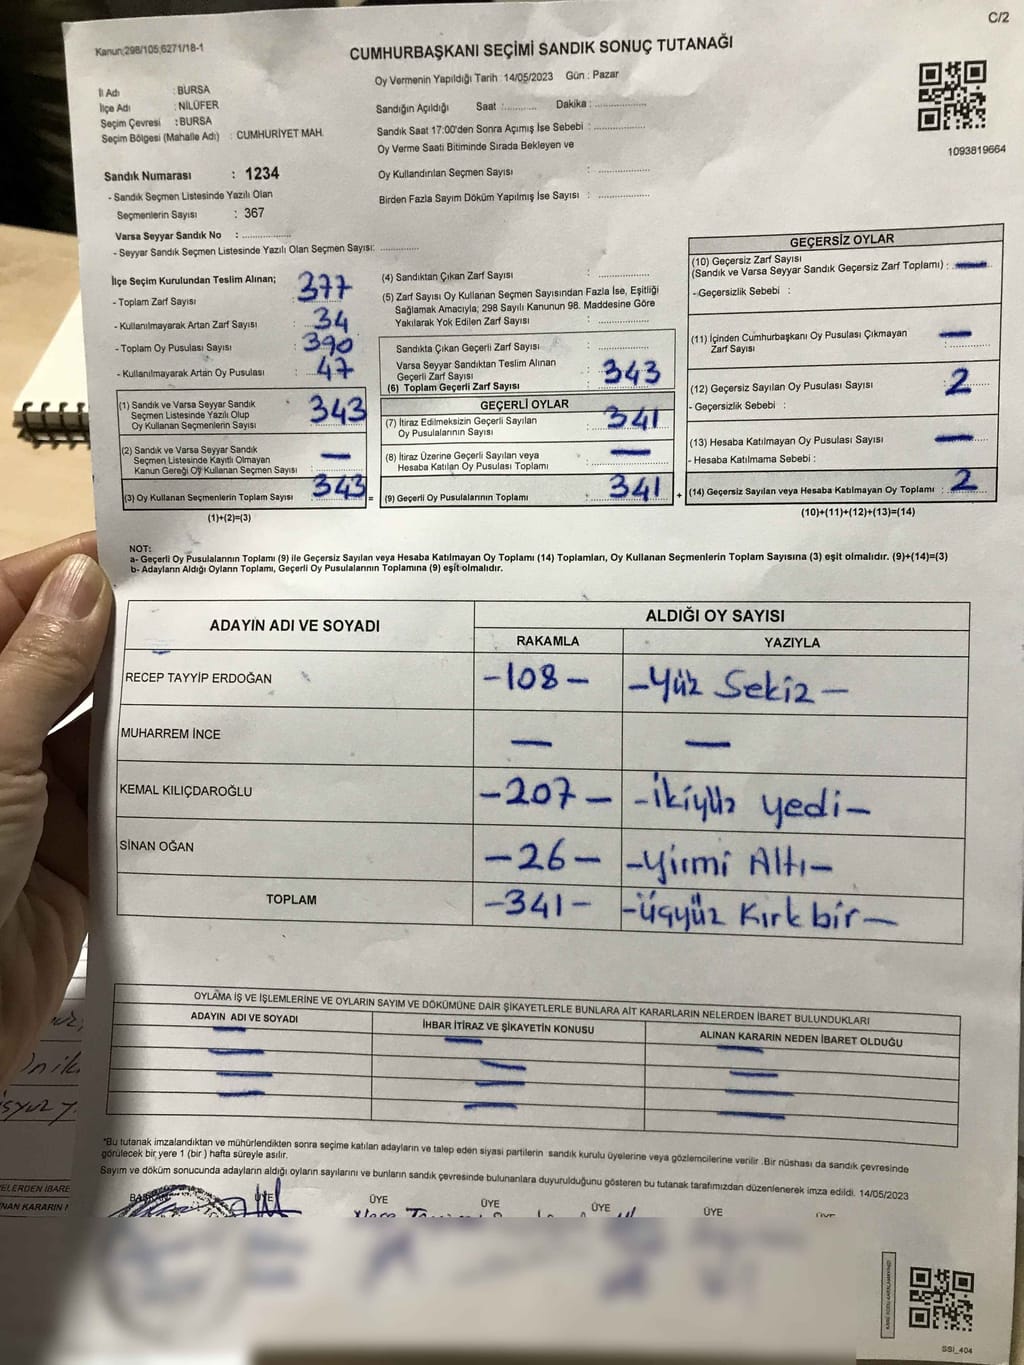 C/2
Kanun;298/105,6271/18-1
CUMHURBAŞKANI SEÇİMİ SANDIK SONUÇ TUTANAĞI
Oy Vermenin Yapıldığı Tarih : 14/05/2023 Gün : Pazar
İl Adı : BURSA
İlçe Adı : NİLÜFER
Seçim Çevresi : BURSA
Seçim Bölgesi (Mahalle Adı) : CUMHURİYET MAH.
Sandığın Açıldığı Saat :........... Dakika : ...................
Sandık Saat 17:00'den Sonra Açımış İse Sebebi : ...................
Oy Verme Saati Bitiminde Sırada Bekleyen ve
Oy Kullandırılan Seçmen Sayısı : ...................
Birden Fazla Sayım Döküm Yapılmış İse Sayısı : ...................
1093819664
Sandık Numarası : 1234
- Sandık Seçmen Listesinde Yazılı Olan
Seçmenlerin Sayısı : 367
Varsa Seyyar Sandık No : ...................
- Seyyar Sandık Seçmen Listesinde Yazılı Olan Seçmen Sayısı: ..............
İlçe Seçim Kurulundan Teslim Alınan;
- Toplam Zarf Sayısı : 377
- Kullanılmayarak Artan Zarf Sayısı : 34
- Toplam Oy Pusulası Sayısı : 390
- Kullanılmayarak Artan Oy Pusulası : 47
(1) Sandık ve Varsa Seyyar Sandık
Seçmen Listesinde Yazılı Olup
Oy Kullanan Seçmenlerin Sayısı : 343
(2) Sandık ve Varsa Seyyar Sandık
Seçmen Listesinde Kayıtlı Olmayan
Kanun Gereği Oy Kullanan Seçmen Sayısı : —
(3) Oy Kullanan Seçmenlerin Toplam Sayısı : 343 =
(1)+(2)=(3)
(4) Sandıktan Çıkan Zarf Sayısı : ...................
(5) Zarf Sayısı Oy Kullanan Seçmen Sayısından Fazla İse, Eşitliği
Sağlamak Amacıyla; 298 Sayılı Kanunun 98. Maddesine Göre
Yakılarak Yok Edilen Zarf Sayısı : ...................
Sandıkta Çıkan Geçerli Zarf Sayısı : ...................
Varsa Seyyar Sandıktan Teslim Alınan
Geçerli Zarf Sayısı
(6) Toplam Geçerli Zarf Sayısı : 343
GEÇERLİ OYLAR
(7) İtiraz Edilmeksizin Geçerli Sayılan
Oy Pusulalarının Sayısı : 341
(8) İtiraz Üzerine Geçerli Sayılan veya
Hesaba Katılan Oy Pusulası Toplamı : —
(9) Geçerli Oy Pusulalarının Toplamı : 341 +
GEÇERSİZ OYLAR
(10) Geçersiz Zarf Sayısı
(Sandık ve Varsa Seyyar Sandık Geçersiz Zarf Toplamı) : —
- Geçersizlik Sebebi :
(11) İçinden Cumhurbaşkanı Oy Pusulası Çıkmayan
Zarf Sayısı : —
(12) Geçersiz Sayılan Oy Pusulası Sayısı : 2
- Geçersizlik Sebebi :
(13) Hesaba Katılmayan Oy Pusulası Sayısı : —
- Hesaba Katılmama Sebebi :
(14) Geçersiz Sayılan veya Hesaba Katılmayan Oy Toplamı : 2
(10)+(11)+(12)+(13)=(14)
NOT:
a- Geçerli Oy Pusulalarının Toplamı (9) ile Geçersiz Sayılan veya Hesaba Katılmayan Oy Toplamı (14) Toplamları, Oy Kullanan Seçmenlerin Toplam Sayısına (3) eşit olmalıdır. (9)+(14)=(3)
b- Adayların Aldığı Oyların Toplamı, Geçerli Oy Pusulalarının Toplamına (9) eşit olmalıdır.
ADAYIN ADI VE SOYADI
ALDIĞI OY SAYISI
RAKAMLA YAZIYLA
RECEP TAYYİP ERDOĞAN -108- -Yüz Sekiz-
MUHARREM İNCE — —
KEMAL KILIÇDAROĞLU -207- -İkiyüz yedi-
SİNAN OĞAN -26- -Yirmi Altı-
TOPLAM -341- -Üçyüz Kırk bir-
OYLAMA İŞ VE İŞLEMLERİNE VE OYLARIN SAYIM VE DÖKÜMÜNE DAİR ŞİKAYETLERLE BUNLARA AİT KARARLARIN NELERDEN İBARET BULUNDUKLARI
ADAYIN ADI VE SOYADI İHBAR İTİRAZ VE ŞİKAYETİN KONUSU ALINAN KARARIN NEDEN İBARET OLDUĞU
*Bu tutanak imzalandıktan ve mühürlendikten sonra seçime katılan adayların ve talep eden siyasi partilerin sandık kurulu üyelerine veya gözlemcilerine verilir .Bir nüshası da sandık çevresinde
görülecek bir yere 1 (bir ) hafta süreyle asılır.
Sayım ve döküm sonucunda adayların aldığı oyların sayılarını ve bunların sandık çevresinde bulunanlara duyurulduğunu gösteren bu tutanak tarafımızdan düzenlenerek imza edildi. 14/05/2023
BAŞKAN ÜYE ÜYE ÜYE ÜYE ÜYE ÜYE
SSI_404